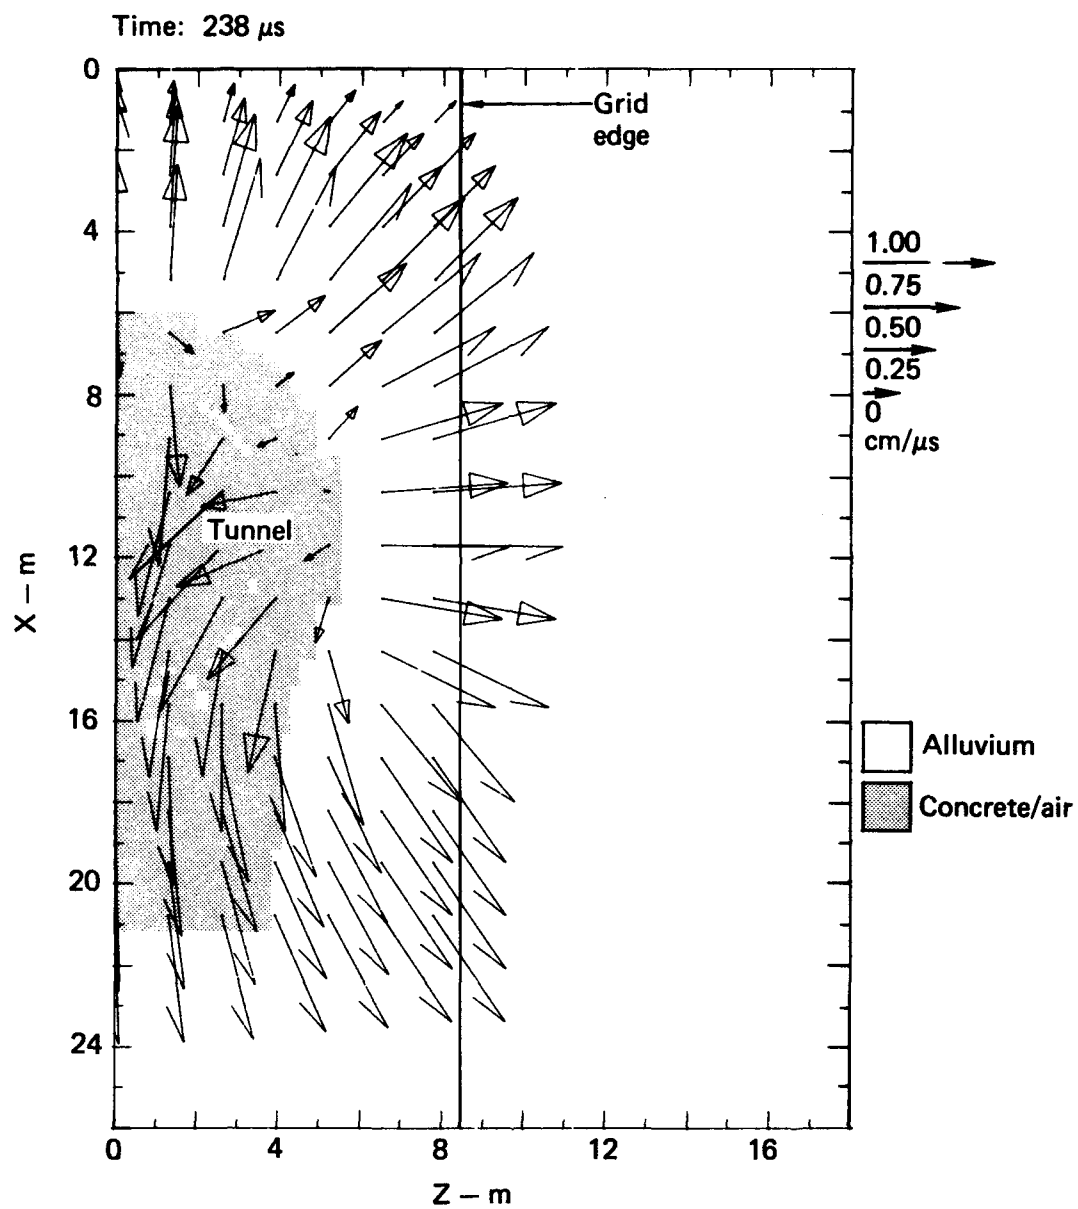 Time: 238 μs
0
4
8
12
16
20
24
X – m
Grid
edge
Tunnel
1.00
0.75
0.50
0.25
0
cm/μs
Alluvium
Concrete/air
0
4
8
12
16
Z – m